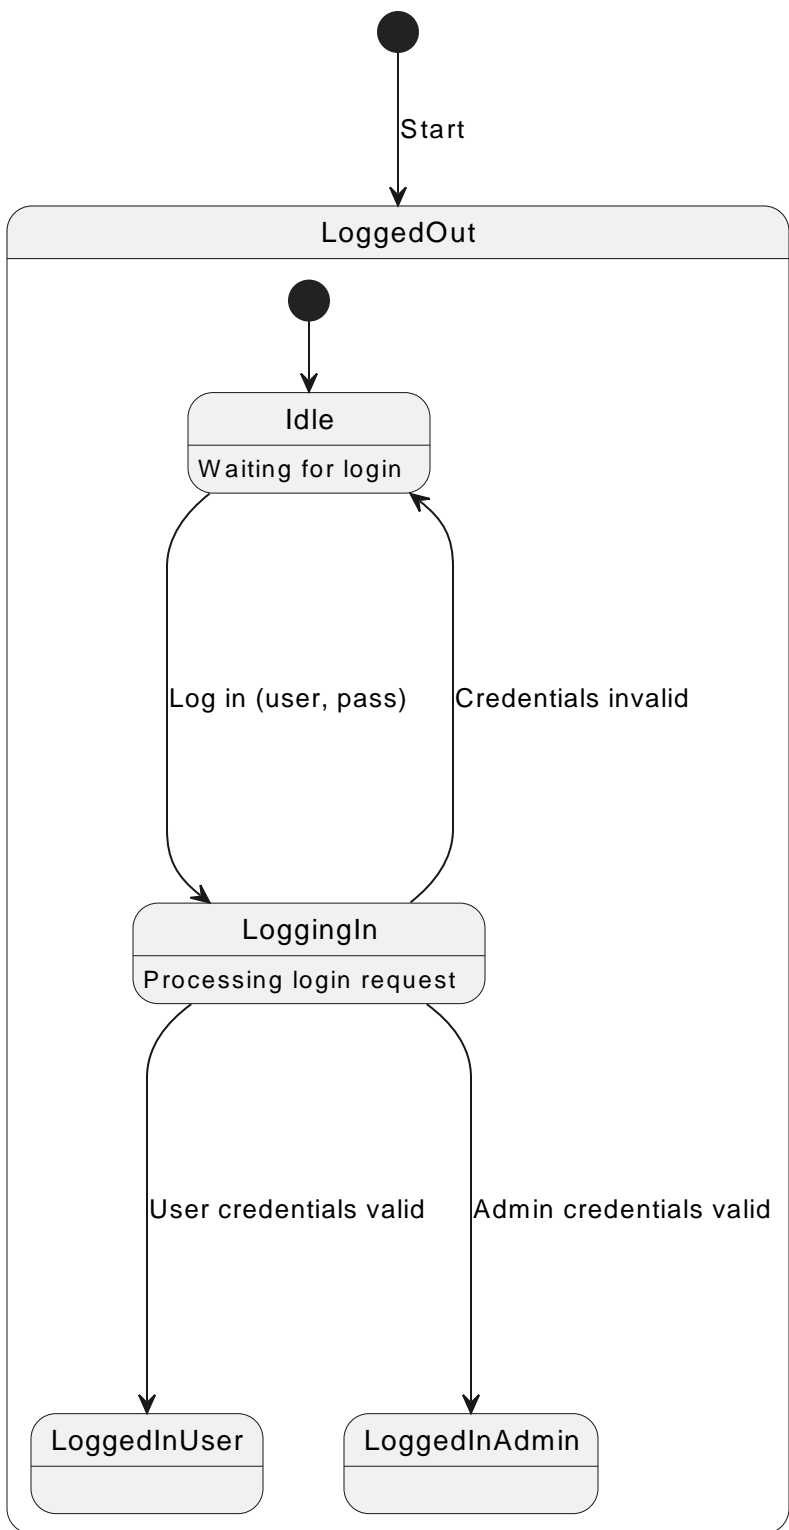 Start
LoggedOut
Idle
Waiting for login
Log in (user, pass)
Credentials invalid
LoggingIn
Processing login request
User credentials valid
Admin credentials valid
LoggedInUser
LoggedInAdmin